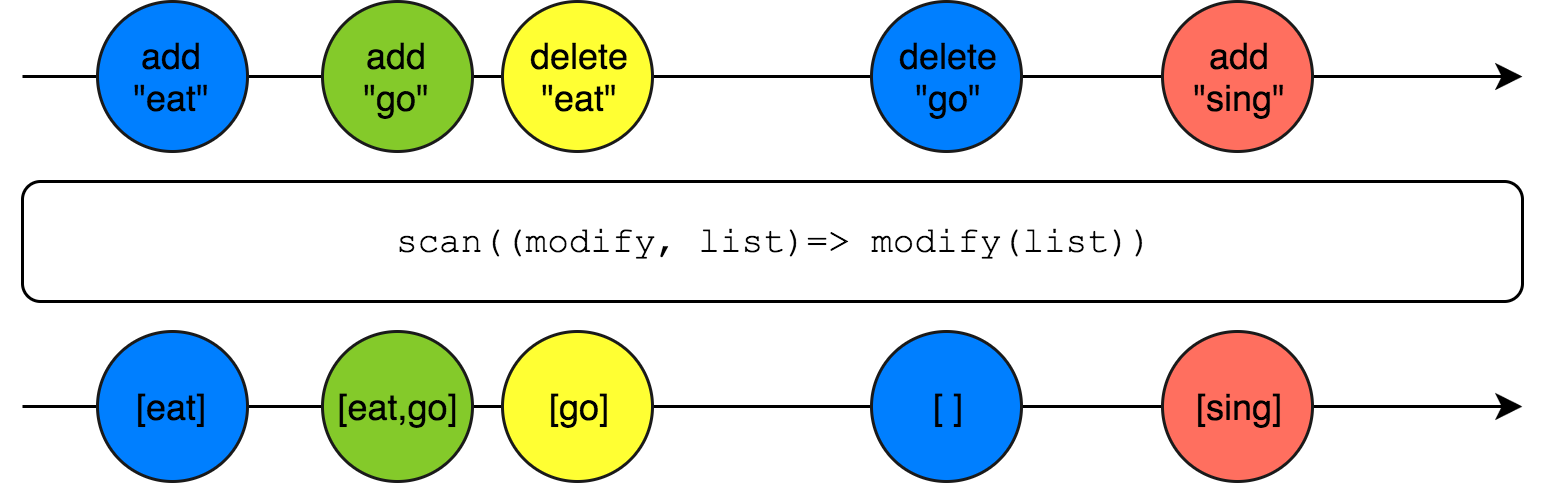 add
"eat"
add
"go"
delete
"eat"
delete
"go"
add
"sing"
scan((modify, list)=> modify(list))
[eat]
[eat,go]
[go]
[ ]
[sing]